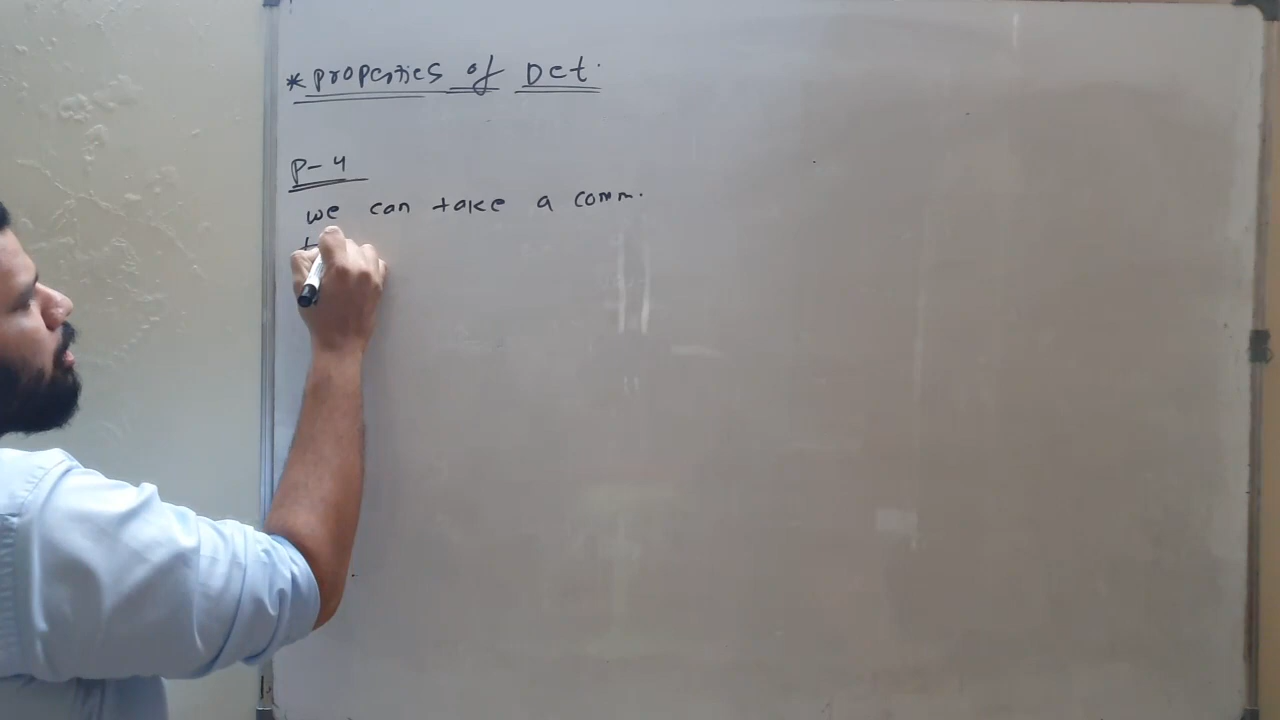 * Properties of Det.
P-4
we can take a comm.